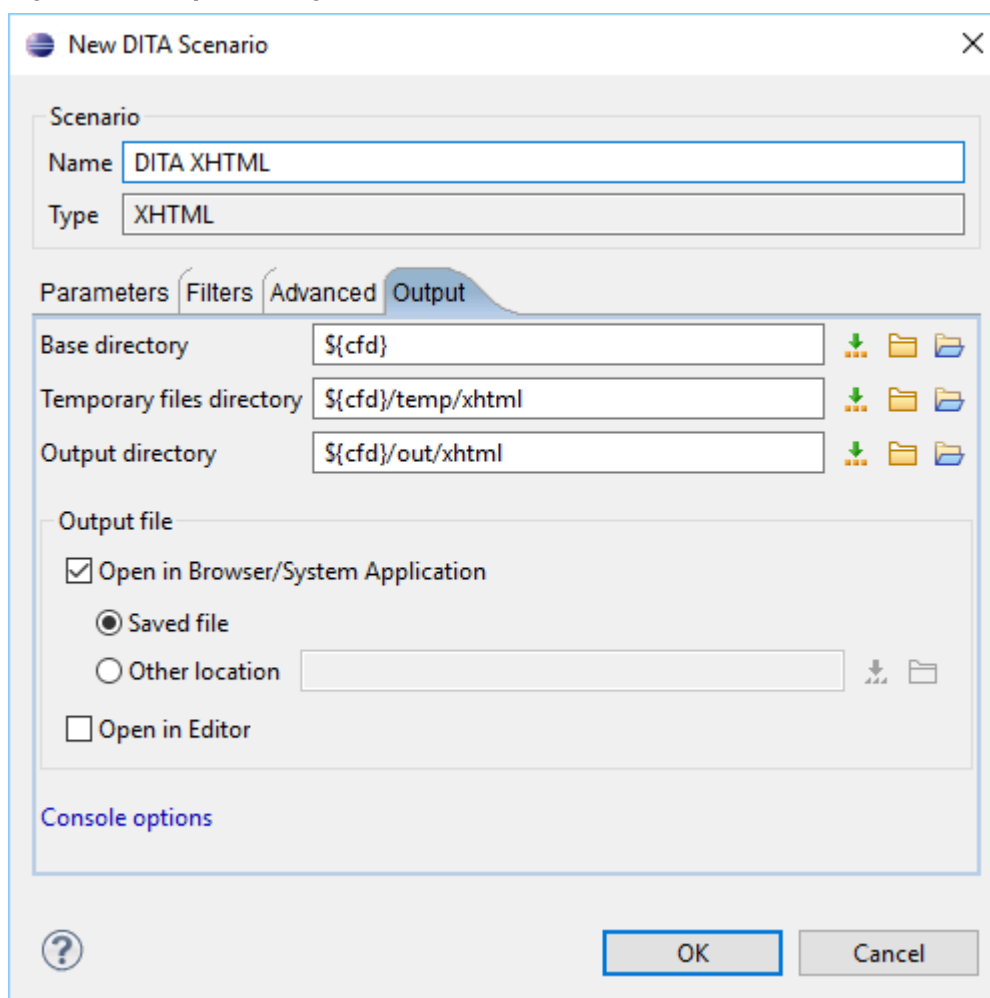 New DITA Scenario
Scenario
Name DITA XHTML
Type XHTML
Parameters Filters Advanced Output
Base directory ${cfd}
Temporary files directory ${cfd}/temp/xhtml
Output directory ${cfd}/out/xhtml
Output file
Open in Browser/System Application
Saved file
Other location
Open in Editor
Console options
? OK Cancel